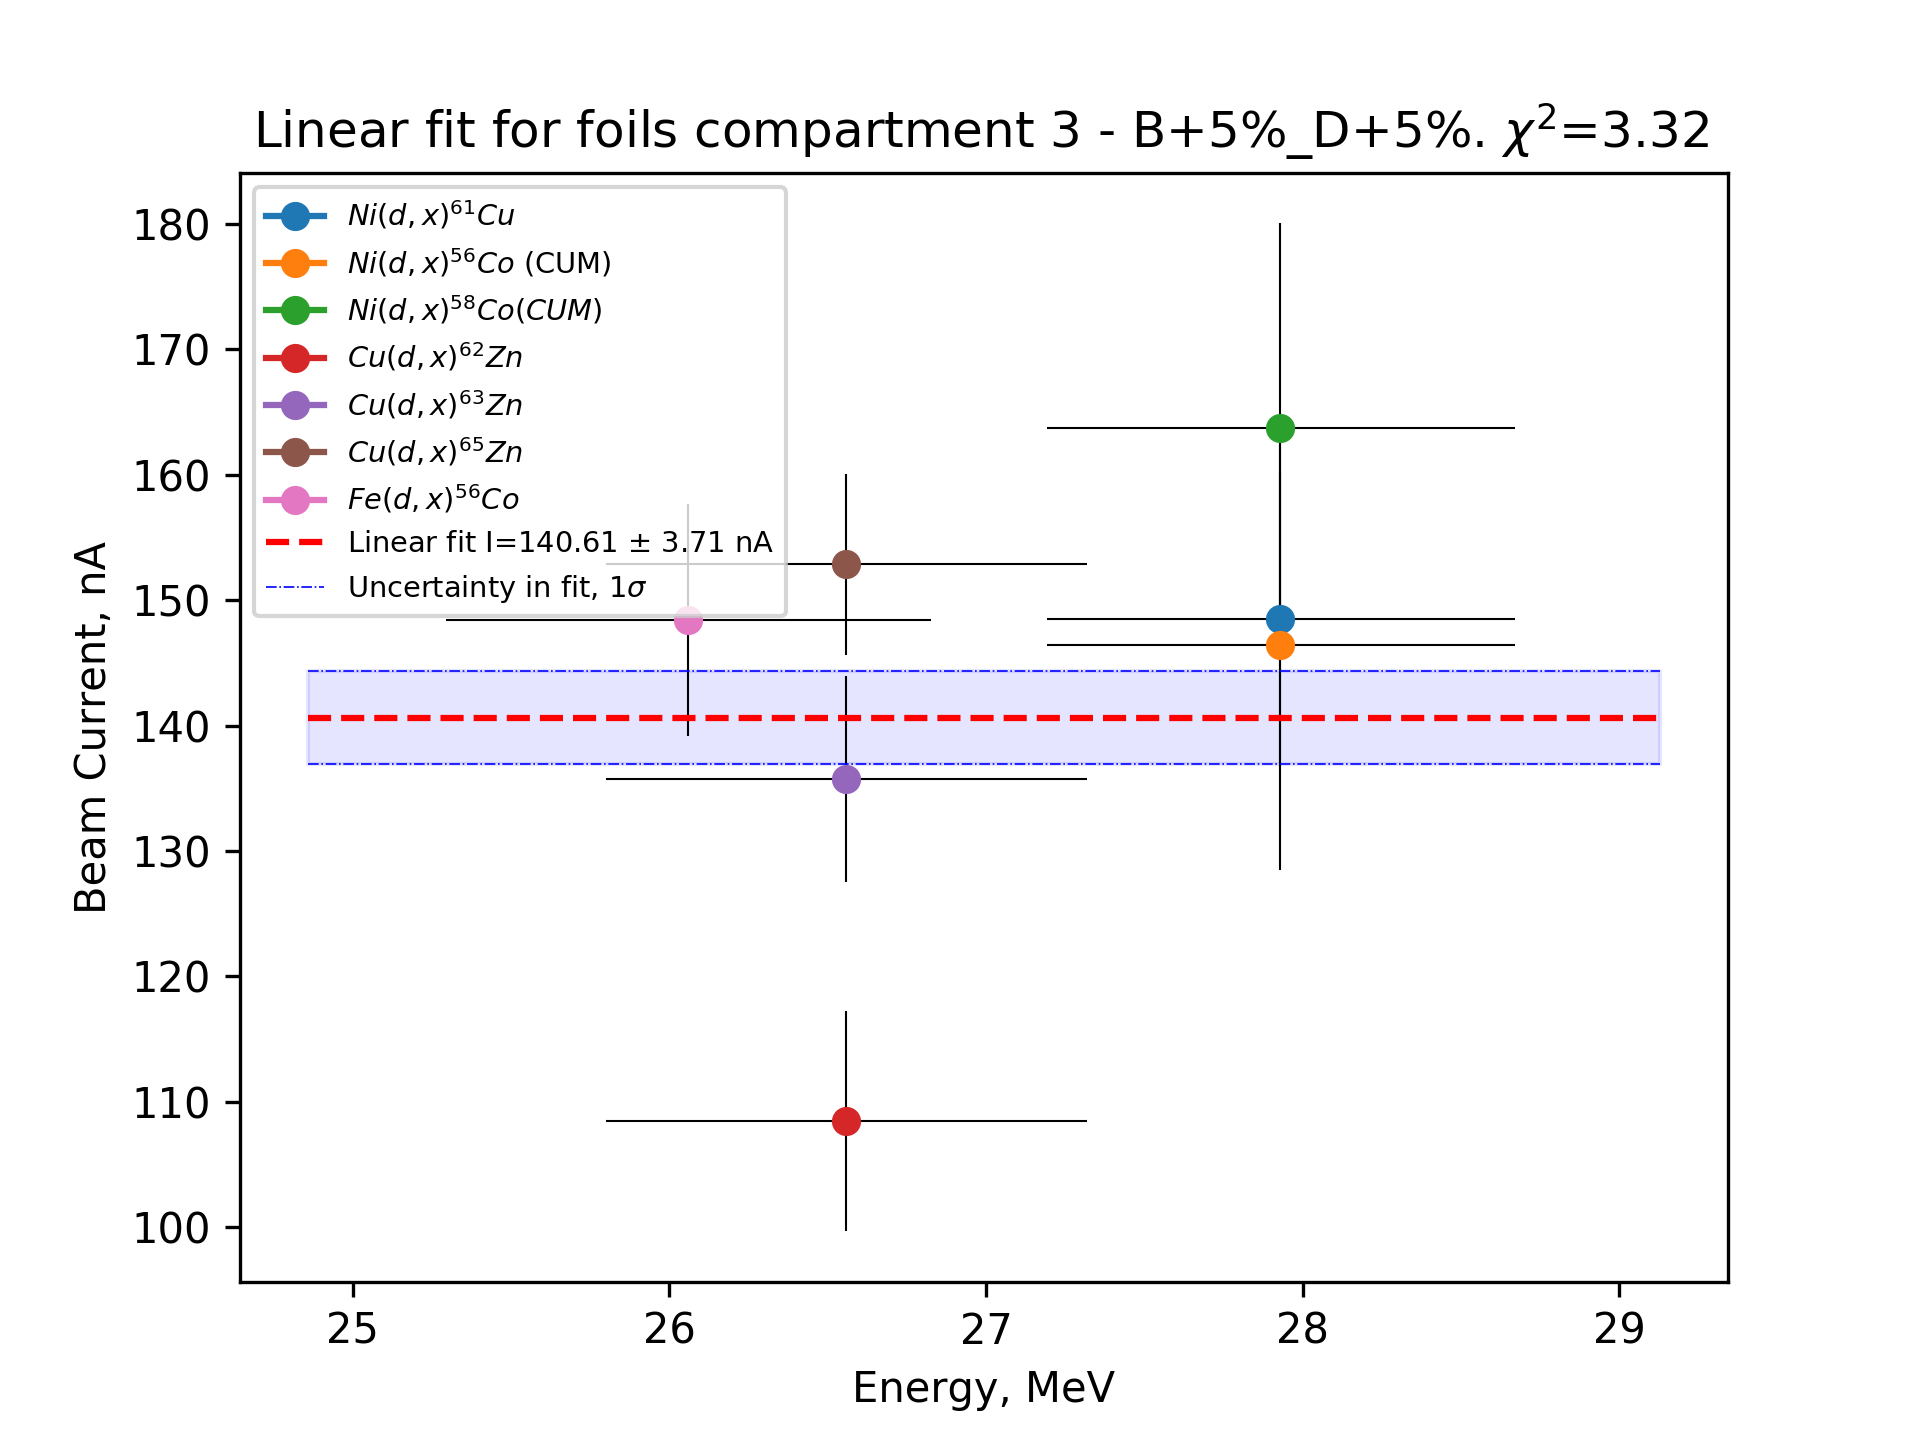 Linear fit for foils compartment 3 - B+5%_D+5%. χ²=3.32
Ni(d, x)⁶¹Cu
Ni(d, x)⁵⁶Co (CUM)
Ni(d, x)⁵⁸Co(CUM)
Cu(d, x)⁶²Zn
Cu(d, x)⁶³Zn
Cu(d, x)⁶⁵Zn
Fe(d, x)⁵⁶Co
Linear fit I=140.61 ± 3.71 nA
Uncertainty in fit, 1σ
Beam Current, nA
180
170
160
150
140
130
120
110
100
25 26 27 28 29
Energy, MeV